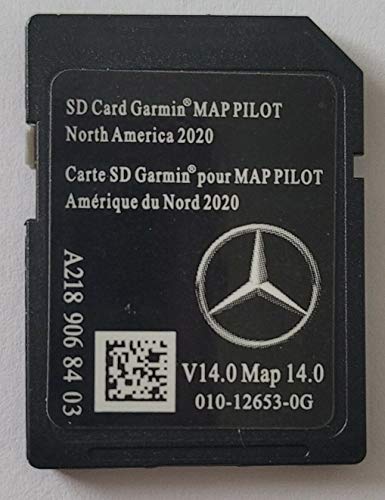 SD Card Garmin® MAP PILOT
North America 2020
Carte SD Garmin® pour MAP PILOT
Amérique du Nord 2020
A218 906 84 03
V14.0 Map 14.0
010-12653-0G